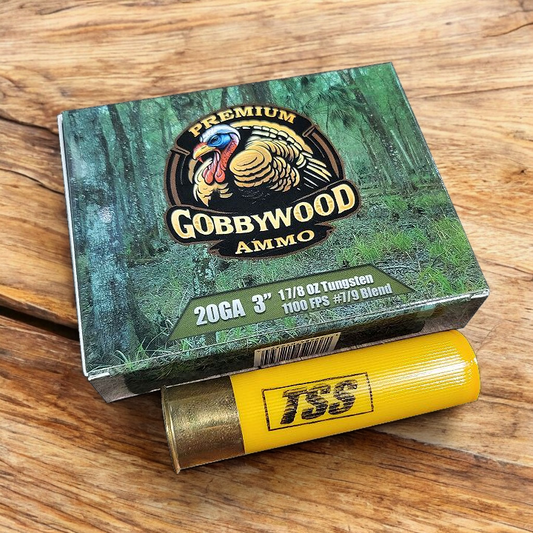 PREMIUM
GOBBYWOOD
AMMO
20GA 3" 1 7/8 OZ Tungsten
1100 FPS #7/9 Blend
TSS